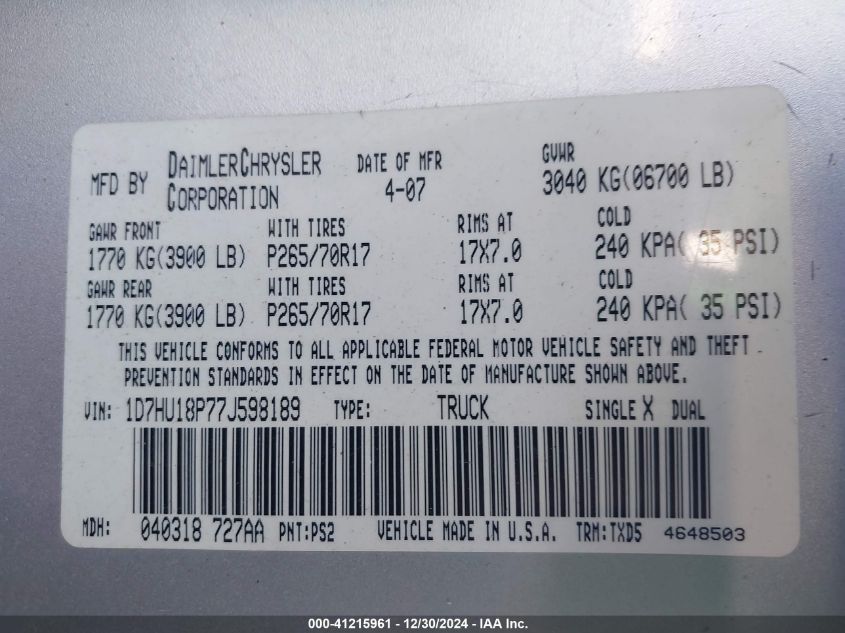 MFD BY DAIMLERCHRYSLER CORPORATION DATE OF MFR 4-07 GVWR 3040 KG(06700 LB)
GAWR FRONT WITH TIRES RIMS AT COLD
1770 KG(3900 LB) P265/70R17 17X7.0 240 KPA( 35 PSI)
GAWR REAR WITH TIRES RIMS AT COLD
1770 KG(3900 LB) P265/70R17 17X7.0 240 KPA( 35 PSI)
THIS VEHICLE CONFORMS TO ALL APPLICABLE FEDERAL MOTOR VEHICLE SAFETY AND THEFT
PREVENTION STANDARDS IN EFFECT ON THE DATE OF MANUFACTURE SHOWN ABOVE.
VIN: 1D7HU18P77J598189 TYPE: TRUCK SINGLE X DUAL
MDH: 040318 727AA PNT:PS2 VEHICLE MADE IN U.S.A. TRM:TXD5 4648503
000-41215961 - 12/30/2024 - IAA Inc.